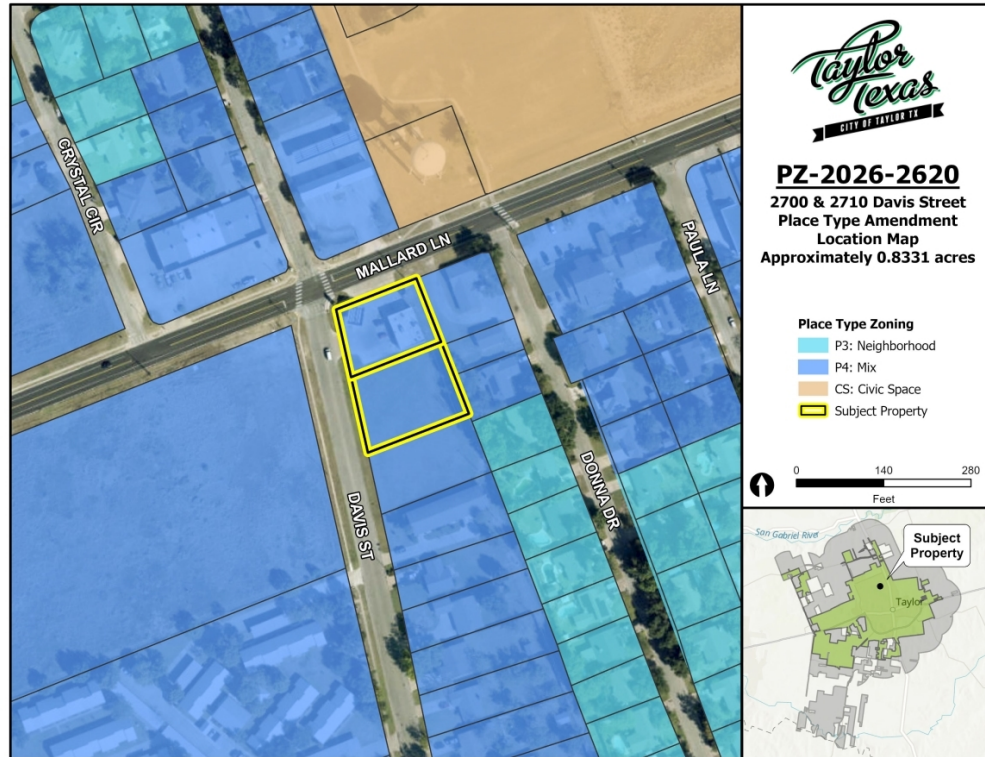 CRYSTAL CIR
MALLARD LN
PAULA LN
DAVIS ST
DONNA DR
Taylor
Texas
CITY OF TAYLOR TX
PZ-2026-2620
2700 & 2710 Davis Street
Place Type Amendment
Location Map
Approximately 0.8331 acres
Place Type Zoning
P3: Neighborhood
P4: Mix
CS: Civic Space
Subject Property
0 140 280
Feet
San Gabriel Rive
Subject
Property
Taylor